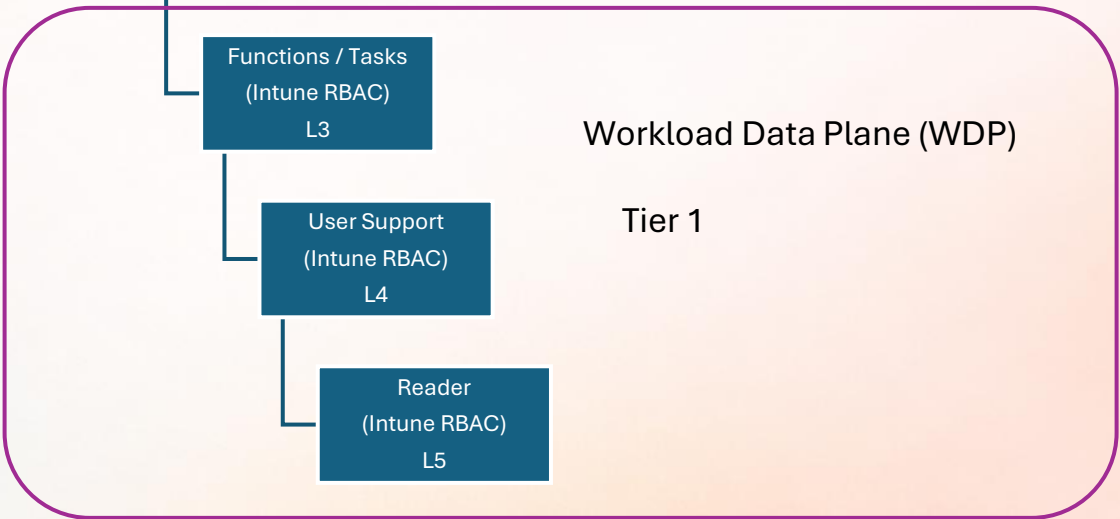 Functions / Tasks
(Intune RBAC)
L3
Workload Data Plane (WDP)
Tier 1
User Support
(Intune RBAC)
L4
Reader
(Intune RBAC)
L5